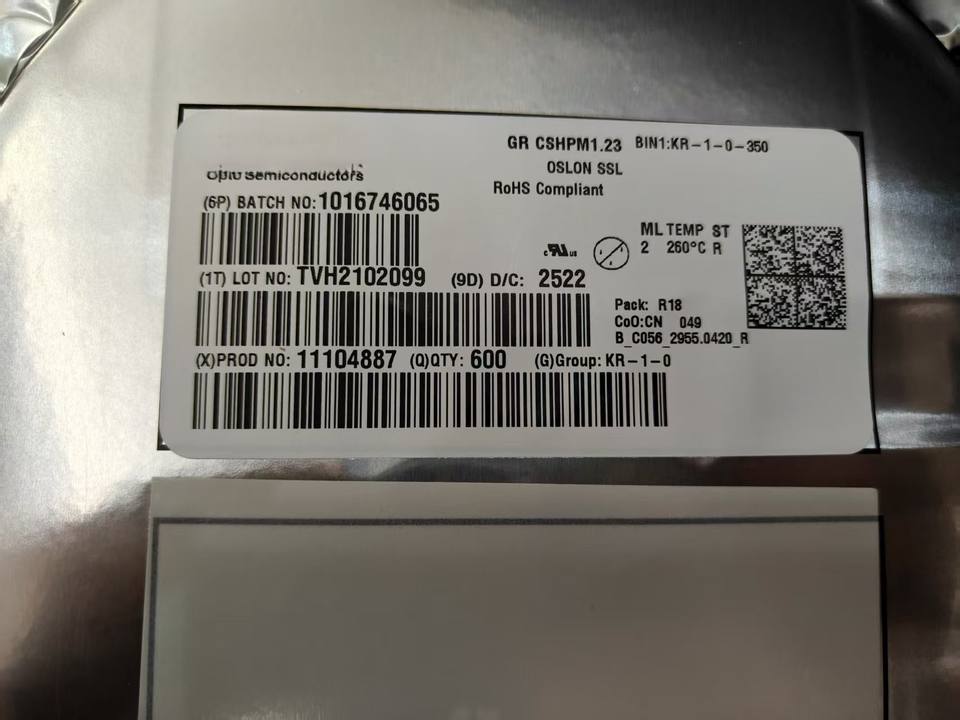 GR CSHPM1.23 BIN1:KR-1-0-350
OSLON SSL
opto semiconductors
RoHS Compliant
(6P) BATCH NO:1016746065
ML TEMP ST
2 260°C R
(1T) LOT NO: TVH2102099 (9D) D/C: 2522
Pack: R18
CoO:CN 049
B_C056_2955.0420_R
(X)PROD NO: 11104887 (Q)QTY: 600 (G)Group: KR-1-0